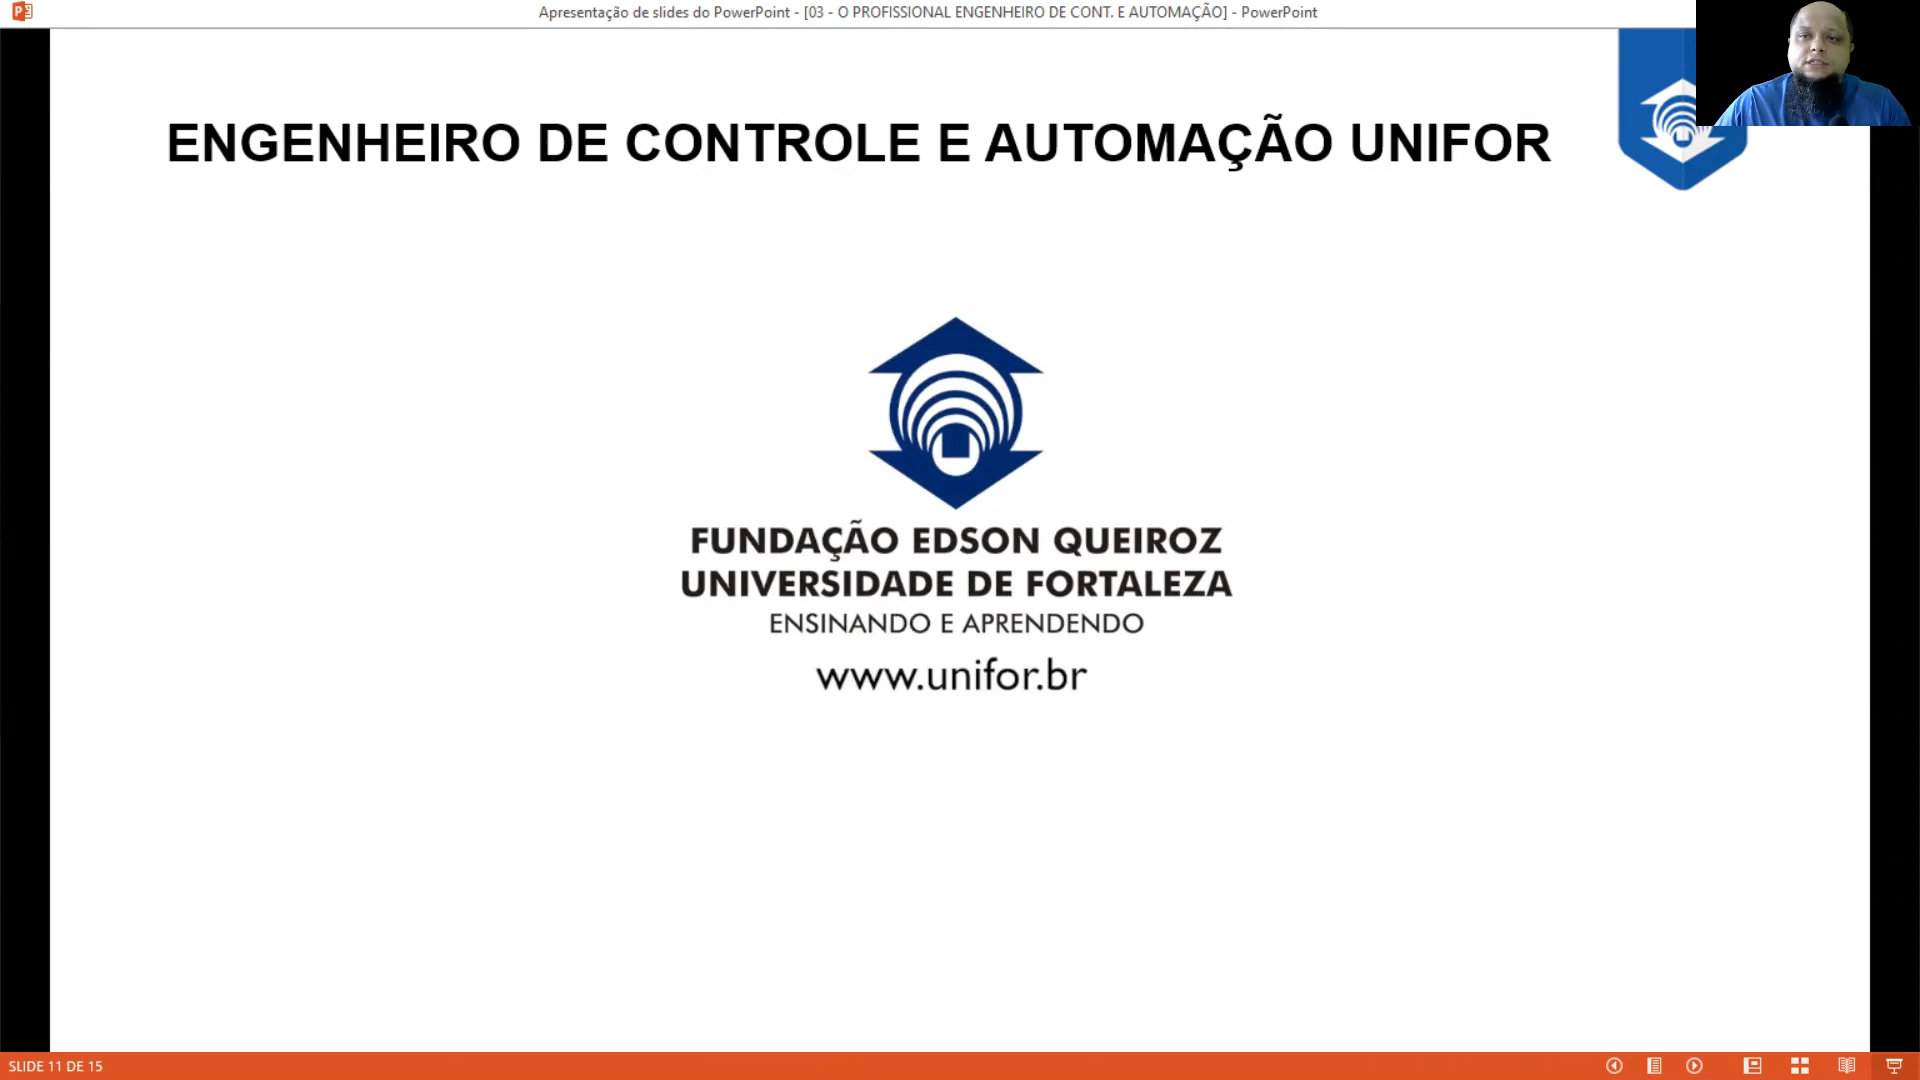 Apresentação de slides do PowerPoint - [03 - O PROFISSIONAL ENGENHEIRO DE CONT. E AUTOMAÇÃO] - PowerPoint
ENGENHEIRO DE CONTROLE E AUTOMAÇÃO UNIFOR
FUNDAÇÃO EDSON QUEIROZ
UNIVERSIDADE DE FORTALEZA
ENSINANDO E APRENDENDO
www.unifor.br
SLIDE 11 DE 15